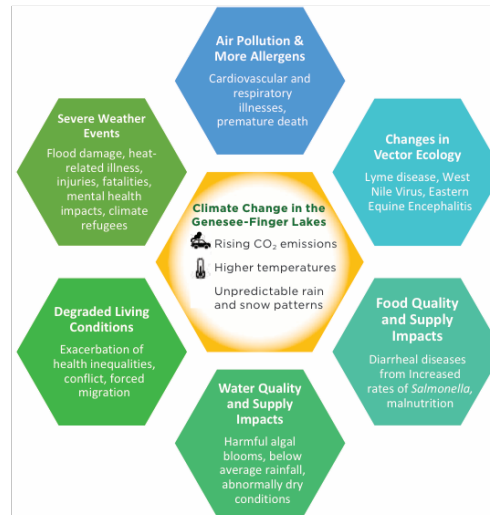 Air Pollution &
More Allergens
Cardiovascular and
respiratory
illnesses,
premature death
Severe Weather
Events
Flood damage, heat-
related illness,
injuries, fatalities,
mental health
impacts, climate
refugees
Changes in
Vector Ecology
Lyme disease, West
Nile Virus, Eastern
Equine Encephalitis
Climate Change in the
Genesee-Finger Lakes
Rising CO₂ emissions
Higher temperatures
Unpredictable rain
and snow patterns
Degraded Living
Conditions
Exacerbation of
health inequalities,
conflict, forced
migration
Food Quality
and Supply
Impacts
Diarrheal diseases
from Increased
rates of Salmonella,
malnutrition
Water Quality
and Supply
Impacts
Harmful algal
blooms, below
average rainfall,
abnormally dry
conditions